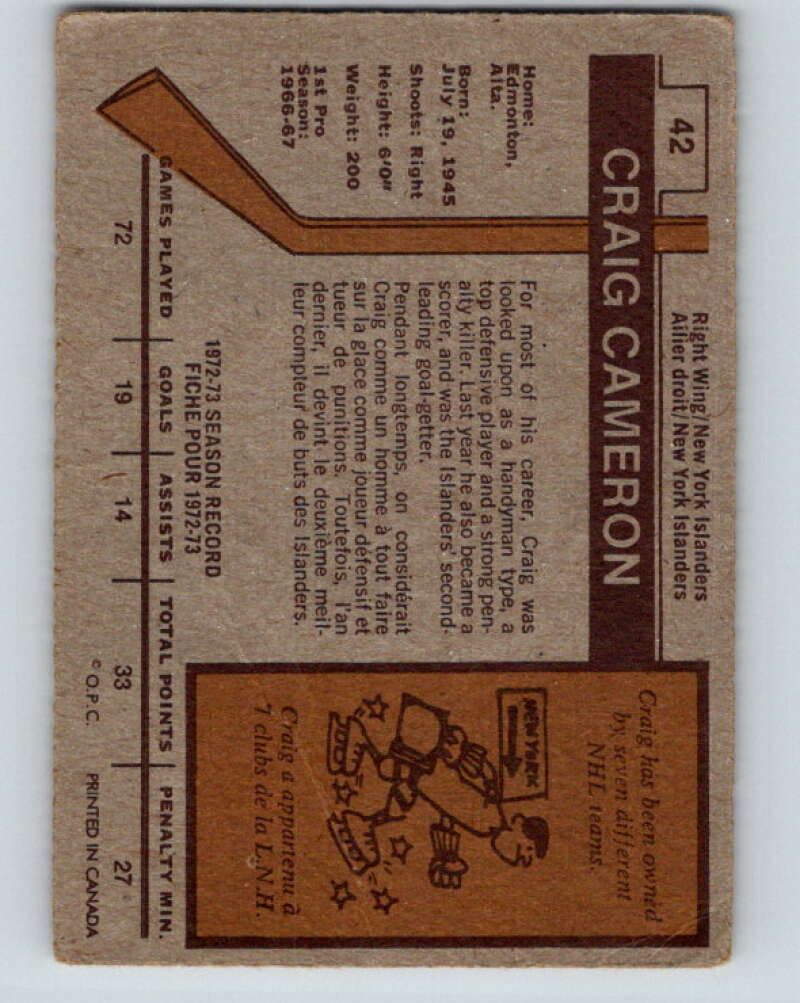 42
Right Wing/New York Islanders
Ailier droit/New York Islanders
CRAIG CAMERON
Home:
Edmonton,
Alta.
Born:
July 19, 1945
Shoots: Right
Height: 6'0"
Weight: 200
1st Pro
Season:
1966-67
For most of his career, Craig was
looked upon as a handyman type, a
top defensive player and a strong pen-
alty killer. Last year he also became a
scorer, and was the Islanders' second-
leading goal-getter.
Pendant longtemps, on considérait
Craig comme un homme à tout faire
sur la glace comme joueur défensif et
tueur de punitions. Toutefois, l'an
dernier, il devint le deuxième meil-
leur compteur de buts des Islanders.
Craig has been owned
by seven different
NHL teams.
NEW YORK
Craig a appartenu à
7 clubs de la L.N.H.
1972-73 SEASON RECORD
FICHE POUR 1972-73
GAMES PLAYED GOALS ASSISTS TOTAL POINTS PENALTY MIN.
72 19 14 33 27
© O.P.C. PRINTED IN CANADA